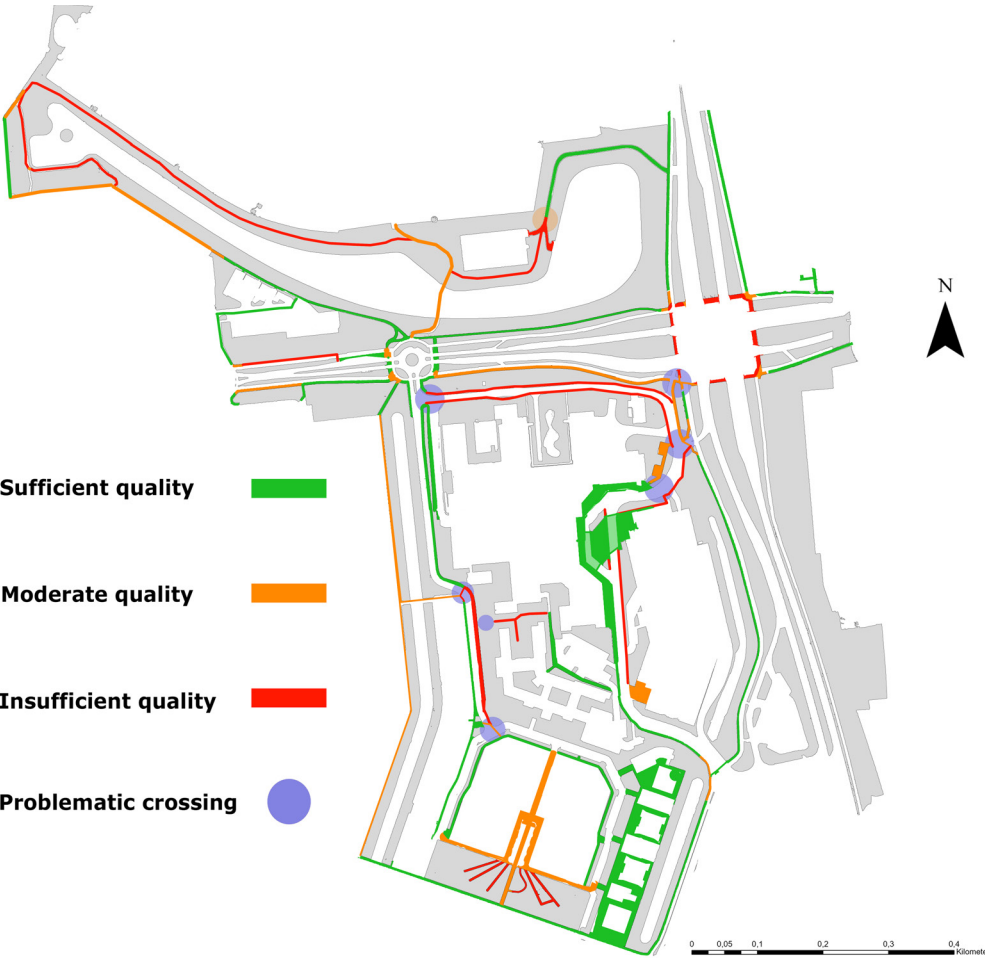 N
Sufficient quality
Moderate quality
Insufficient quality
Problematic crossing
0 0,05 0,1 0,2 0,3 0,4
Kilomete